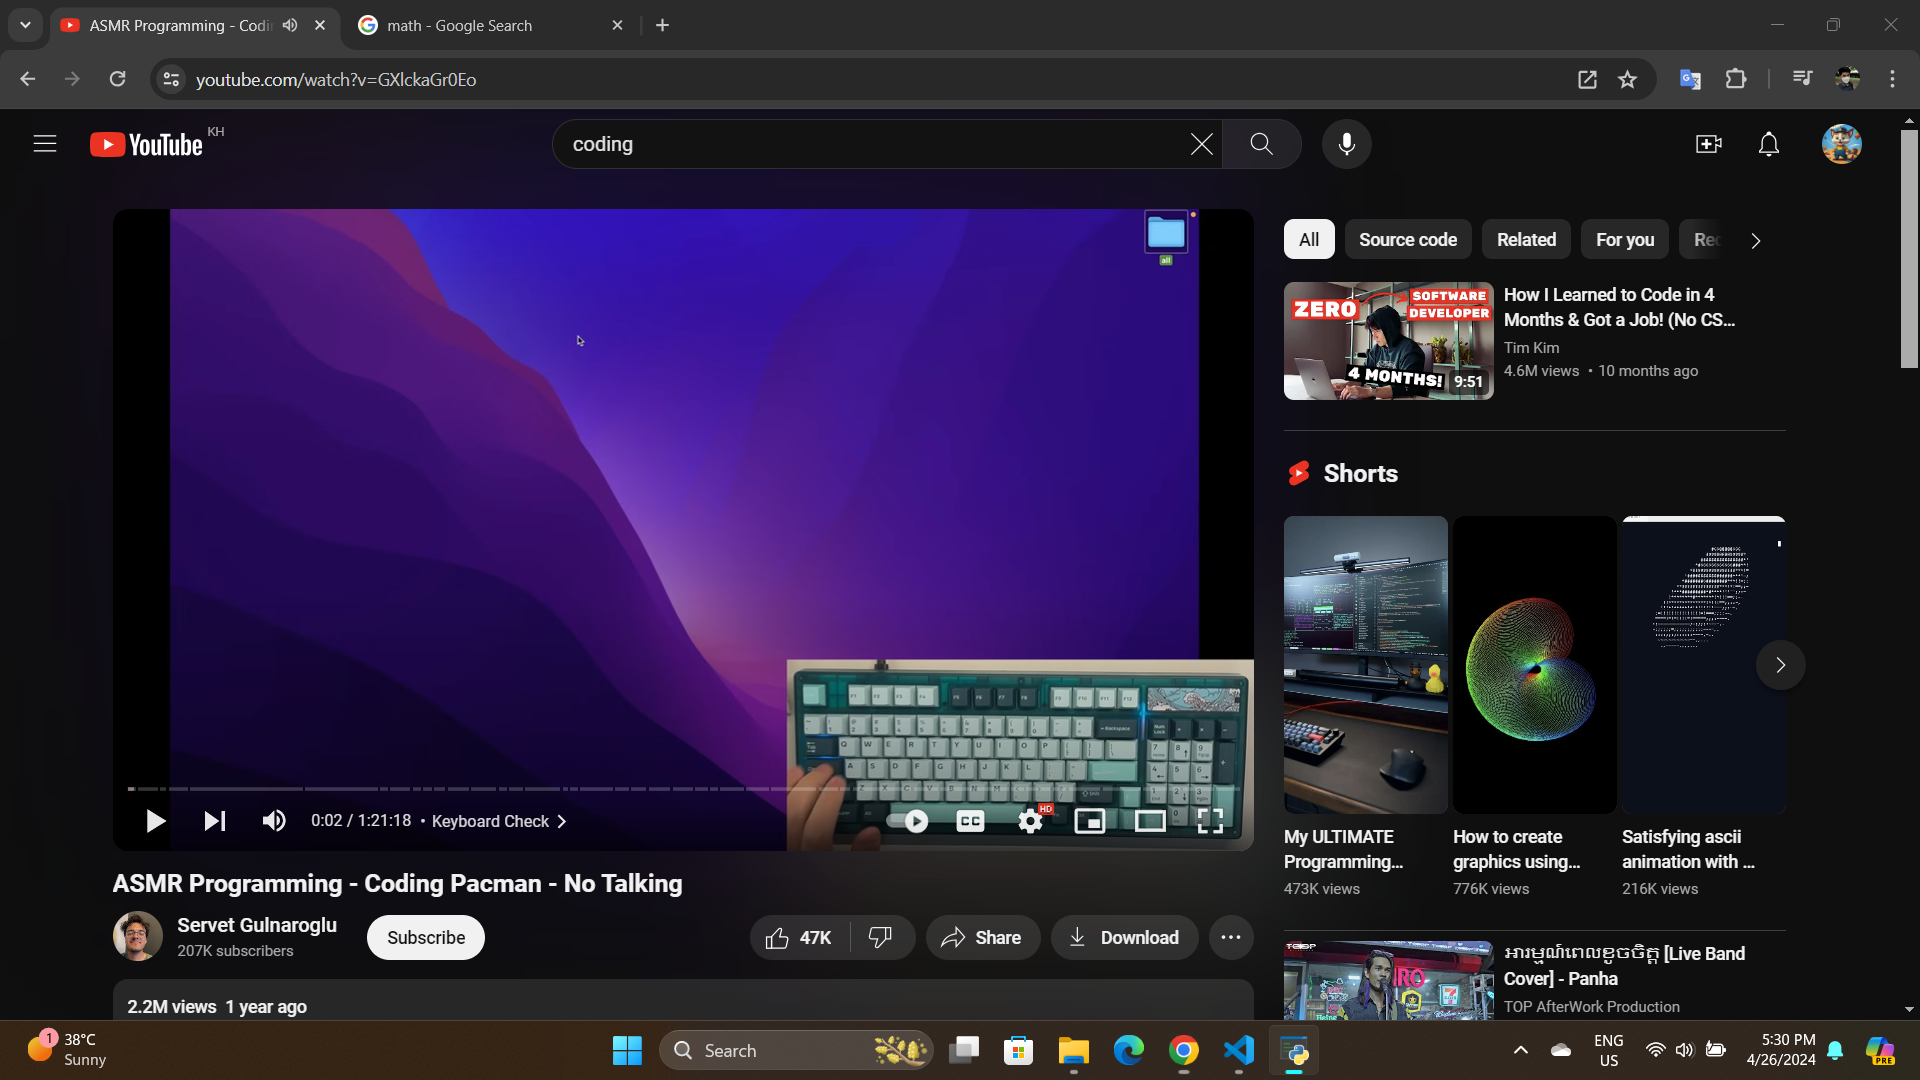 ASMR Programming - Codi
math - Google Search
youtube.com/watch?v=GXlckaGr0Eo
YouTube KH
coding
all
All
Source code
Related
For you
Rec
ZERO
SOFTWARE
DEVELOPER
4 MONTHS!
9:51
How I Learned to Code in 4
Months & Got a Job! (No CS...
Tim Kim
4.6M views • 10 months ago
Shorts
My ULTIMATE
Programming...
473K views
How to create
graphics using...
776K views
Satisfying ascii
animation with ...
216K views
0:02 / 1:21:18 • Keyboard Check
CC
HD
ASMR Programming - Coding Pacman - No Talking
Servet Gulnaroglu
207K subscribers
Subscribe
47K
Share
Download
2.2M views 1 year ago
អារម្មណ៍ពេលខូចចិត្ត [Live Band
Cover] - Panha
TOP AfterWork Production
1
38°C
Sunny
Search
ENG
US
5:30 PM
4/26/2024
PRE